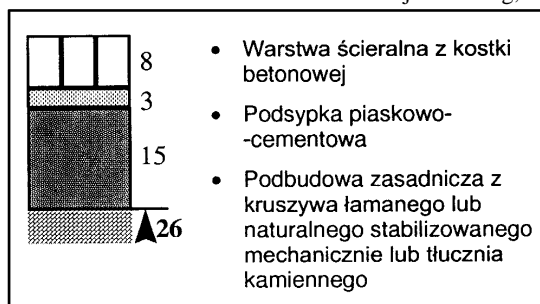 8
3
15
26
• Warstwa ścieralna z kostki
betonowej
• Podsypka piaskowo-
-cementowa
• Podbudowa zasadnicza z
kruszywa łamanego lub
naturalnego stabilizowanego
mechanicznie lub tłucznia
kamiennego